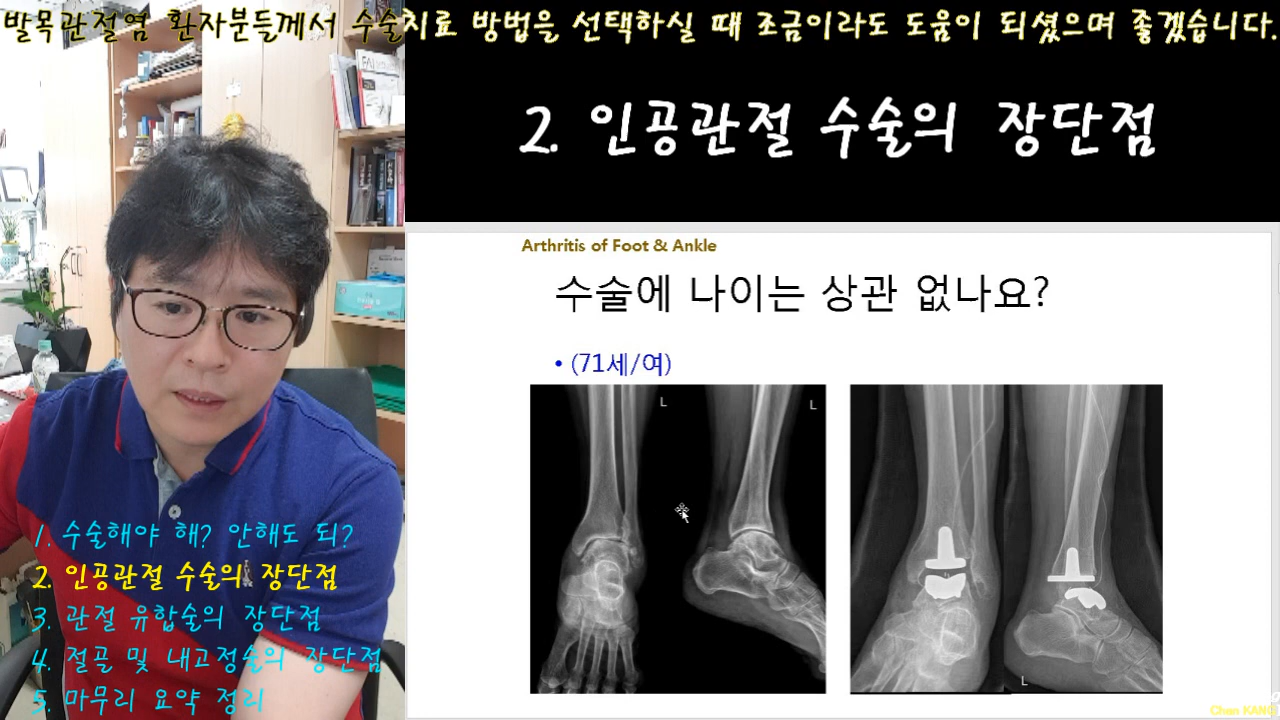 발목관절염 환자분들께서 수술치료 방법을 선택하실 때 조금이라도 도움이 되셨으며 좋겠습니다.
2. 인공관절 수술의 장단점
Arthritis of Foot & Ankle
수술에 나이는 상관 없나요?
• (71세/여)
L
L
L
1. 수술해야 해? 안해도 되?
2. 인공관절 수술의 장단점
3. 관절 유합술의 장단점
4. 절골 및 내고정술의 장단점
5. 마무리 요약 정리
Chan KANG